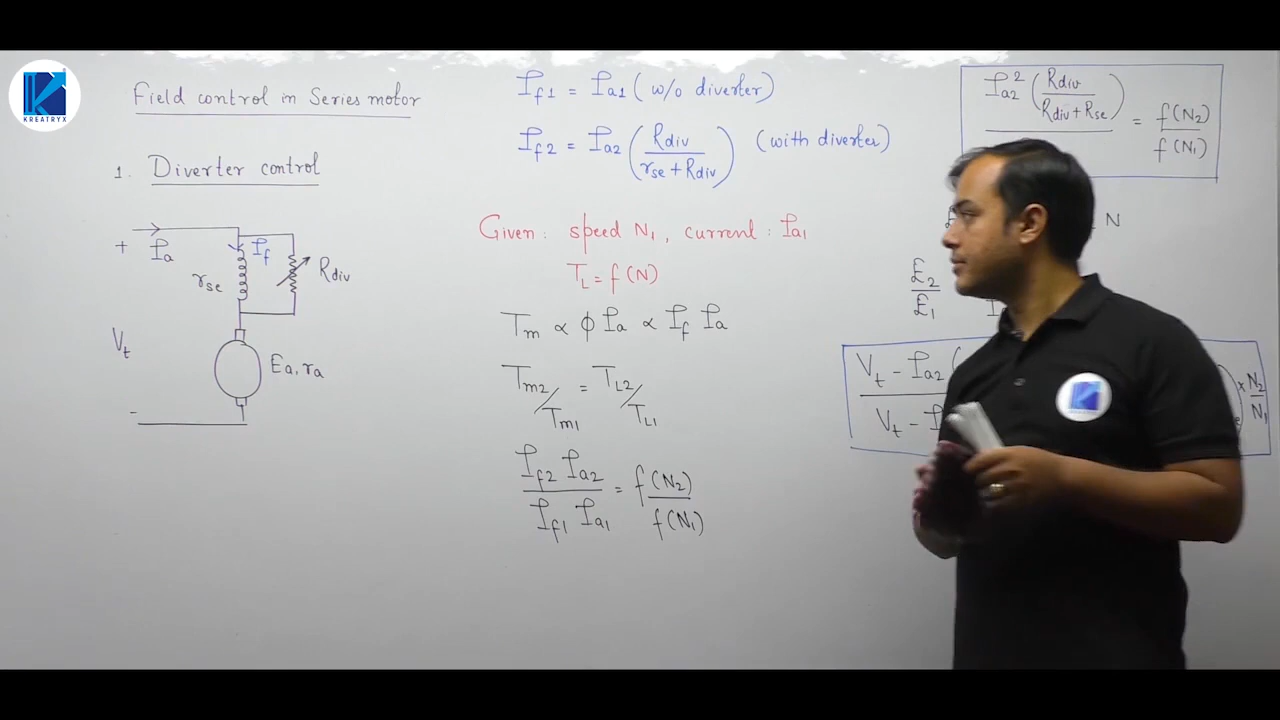 KREATRYX
Field control in Series motor
1. Diverter control
+
Ia
If
rse
Rdiv
Vt
Ea, ra
-
If1 = Ia1 (w/o diverter)
If2 = Ia2 (Rdiv / (rse + Rdiv)) (with diverter)
Given: speed N1, current: Ia1
TL = f(N)
Tm ∝ φ Ia ∝ If Ia
Tm2/Tm1 = TL2/TL1
If2 Ia2 / If1 Ia1 = f(N2) / f(N1)
Ia2² (Rdiv / (Rdiv + Rse)) = f(N2) / f(N1)
N
E2 / E1
Vt - Ia2 (
Vt -
) × N2/N1